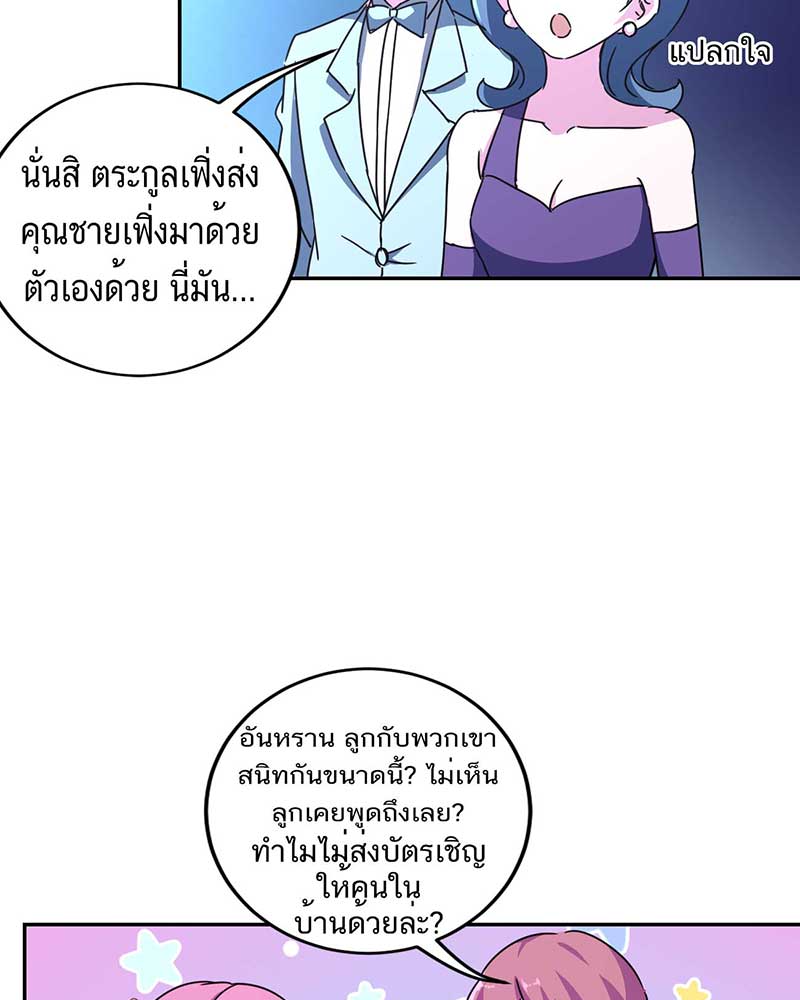 แปลกใจ
นั่นสิ ตระกูลเฟิ่งส่ง
คุณชายเฟิ่งมาด้วย
ตัวเองด้วย นี่มัน...
อันหราน ลูกกับพวกเขา
สนิทกันขนาดนี้? ไม่เห็น
ลูกเคยพูดถึงเลย?
ทำไมไม่ส่งบัตรเชิญ
ให้คนใน
บ้านด้วยล่ะ?